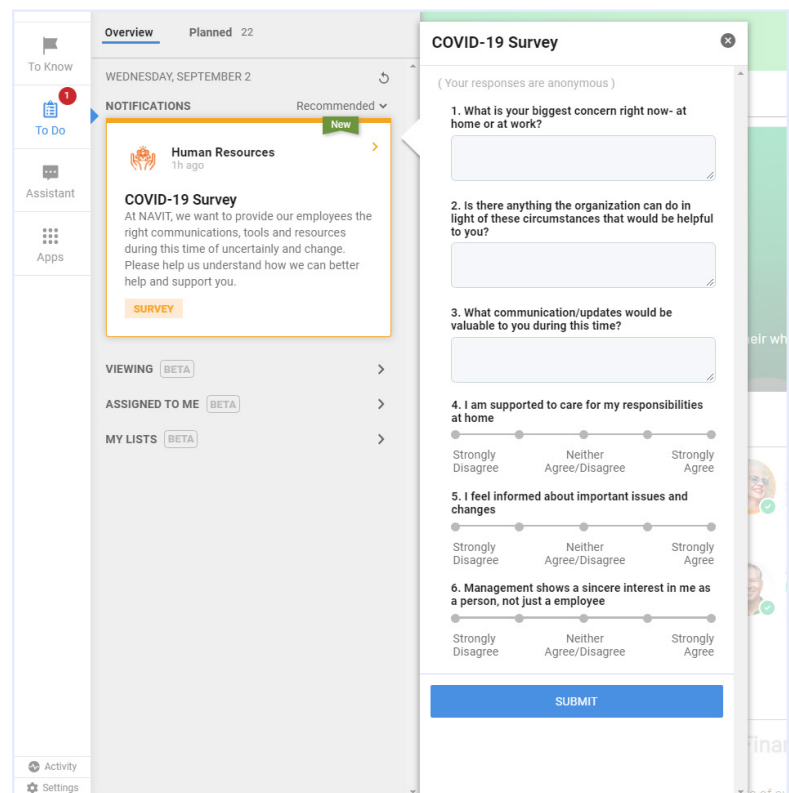 To Know
1
To Do
Assistant
Apps
Activity
Settings
Overview Planned 22
WEDNESDAY, SEPTEMBER 2
NOTIFICATIONS Recommended
New
Human Resources
1h ago
COVID-19 Survey
At NAVIT, we want to provide our employees the
right communications, tools and resources
during this time of uncertainly and change.
Please help us understand how we can better
help and support you.
SURVEY
VIEWING BETA
ASSIGNED TO ME BETA
MY LISTS BETA
COVID-19 Survey
( Your responses are anonymous )
1. What is your biggest concern right now- at
home or at work?
2. Is there anything the organization can do in
light of these circumstances that would be helpful
to you?
3. What communication/updates would be
valuable to you during this time?
4. I am supported to care for my responsibilities
at home
Strongly Neither Strongly
Disagree Agree/Disagree Agree
5. I feel informed about important issues and
changes
Strongly Neither Strongly
Disagree Agree/Disagree Agree
6. Management shows a sincere interest in me as
a person, not just a employee
Strongly Neither Strongly
Disagree Agree/Disagree Agree
SUBMIT